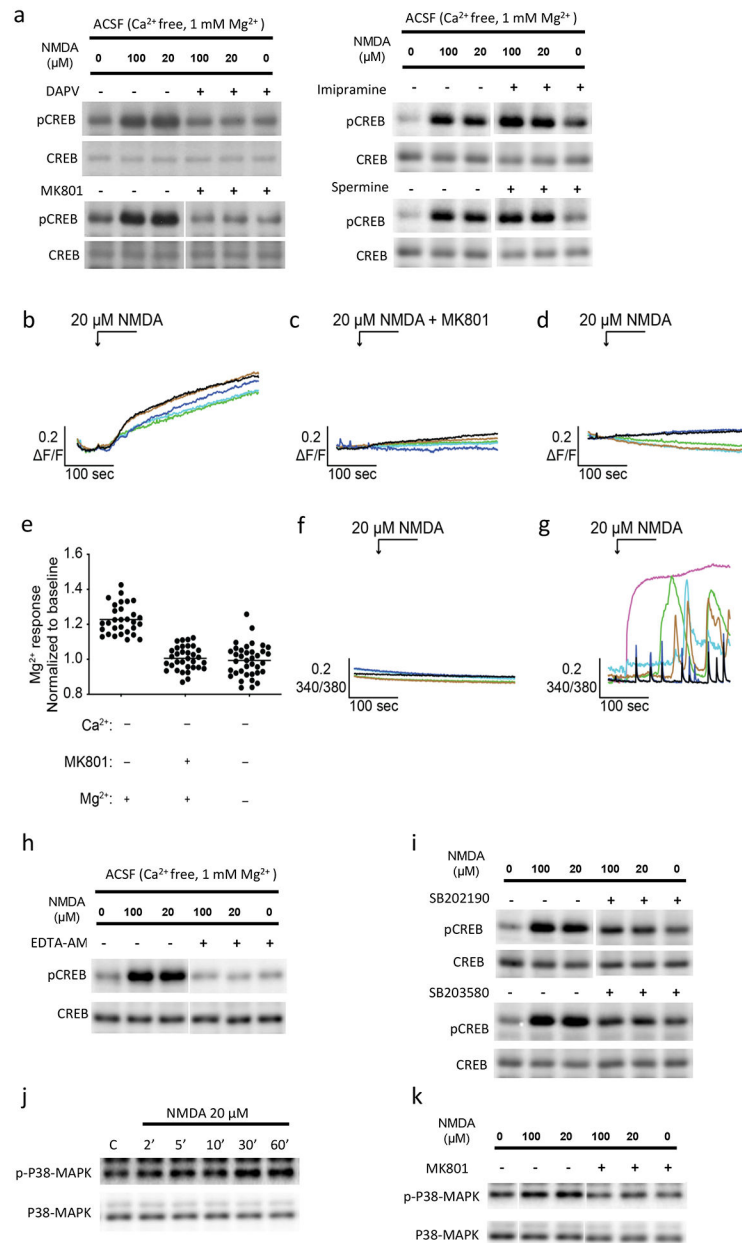 a
ACSF (Ca²⁺ free, 1 mM Mg²⁺ )
NMDA (µM) 0 100 20 100 20 0
DAPV - - - + + +
pCREB
CREB
MK801 - - - + + +
pCREB
CREB
ACSF (Ca²⁺ free, 1 mM Mg²⁺ )
NMDA (µM) 0 100 20 100 20 0
Imipramine - - - + + +
pCREB
CREB
Spermine - - - + + +
pCREB
CREB
b
20 µM NMDA
0.2
ΔF/F
100 sec
c
20 µM NMDA + MK801
0.2
ΔF/F
100 sec
d
20 µM NMDA
0.2
ΔF/F
100 sec
e
Mg²⁺ response
Normalized to baseline
1.6
1.4
1.2
1.0
0.8
Ca²⁺: – – –
MK801: – + –
Mg²⁺: + + –
f
20 µM NMDA
0.2
340/380
100 sec
g
20 µM NMDA
0.2
340/380
100 sec
h
ACSF (Ca²⁺ free, 1 mM Mg²⁺ )
NMDA (µM) 0 100 20 100 20 0
EDTA-AM - - - + + +
pCREB
CREB
i
NMDA (µM) 0 100 20 100 20 0
SB202190 - - - + + +
pCREB
CREB
SB203580 - - - + + +
pCREB
CREB
j
NMDA 20 µM
C 2′ 5′ 10′ 30′ 60′
p-P38-MAPK
P38-MAPK
k
NMDA (µM) 0 100 20 100 20 0
MK801 - - - + + +
p-P38-MAPK
P38-MAPK